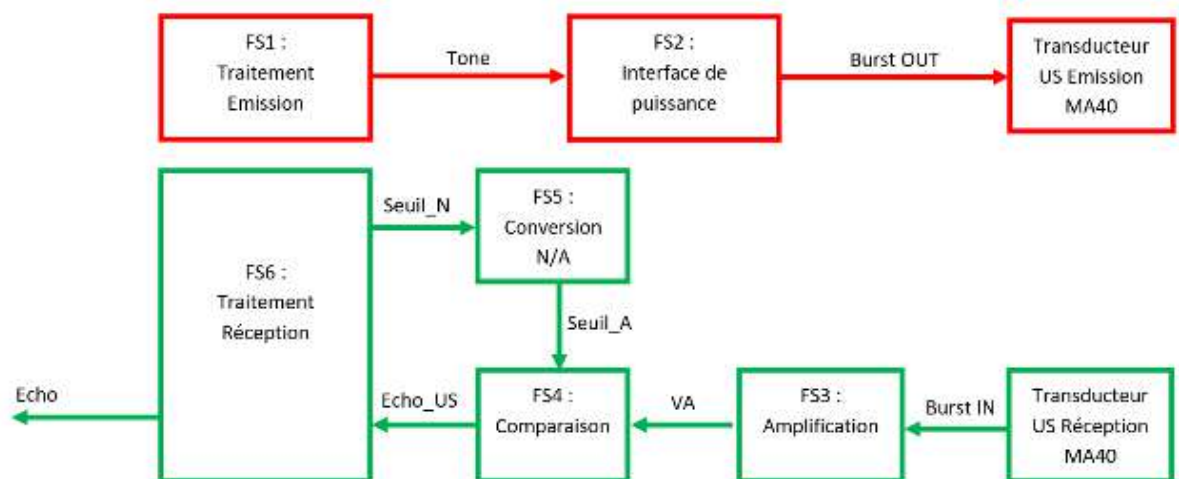 FS1 :
Traitement
Emission
Tone
FS2 :
Interface de
puissance
Burst OUT
Transducteur
US Emission
MA40
FS6 :
Traitement
Réception
Seuil_N
FS5 :
Conversion
N/A
Seuil_A
Echo
Echo_US
FS4 :
Comparaison
VA
FS3 :
Amplification
Burst IN
Transducteur
US Réception
MA40